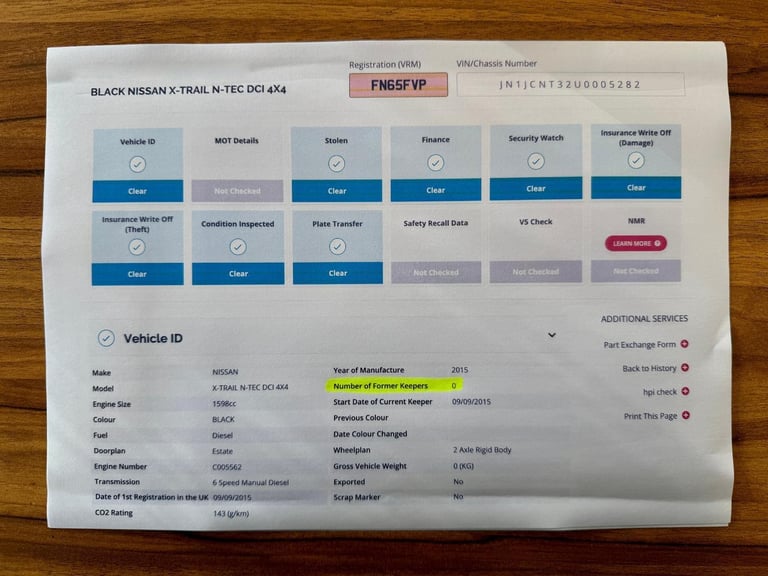 Registration (VRM) VIN/Chassis Number
BLACK NISSAN X-TRAIL N-TEC DCI 4X4 FN65FVP JN1JCNT32U0005282
Vehicle ID MOT Details Stolen Finance Security Watch Insurance Write Off (Damage)
Clear Not Checked Clear Clear Clear Clear
Insurance Write Off (Theft) Condition Inspected Plate Transfer Safety Recall Data V5 Check NMR
LEARN MORE
Clear Clear Clear Not Checked Not Checked Not Checked
ADDITIONAL SERVICES
Vehicle ID
Part Exchange Form
Back to History
hpi check
Print This Page
Make NISSAN
Model X-TRAIL N-TEC DCI 4X4
Engine Size 1598cc
Colour BLACK
Fuel Diesel
Doorplan Estate
Engine Number C005562
Transmission 6 Speed Manual Diesel
Date of 1st Registration in the UK 09/09/2015
CO2 Rating 143 (g/km)
Year of Manufacture 2015
Number of Former Keepers 0
Start Date of Current Keeper 09/09/2015
Previous Colour
Date Colour Changed
Wheelplan 2 Axle Rigid Body
Gross Vehicle Weight 0 (KG)
Exported No
Scrap Marker No